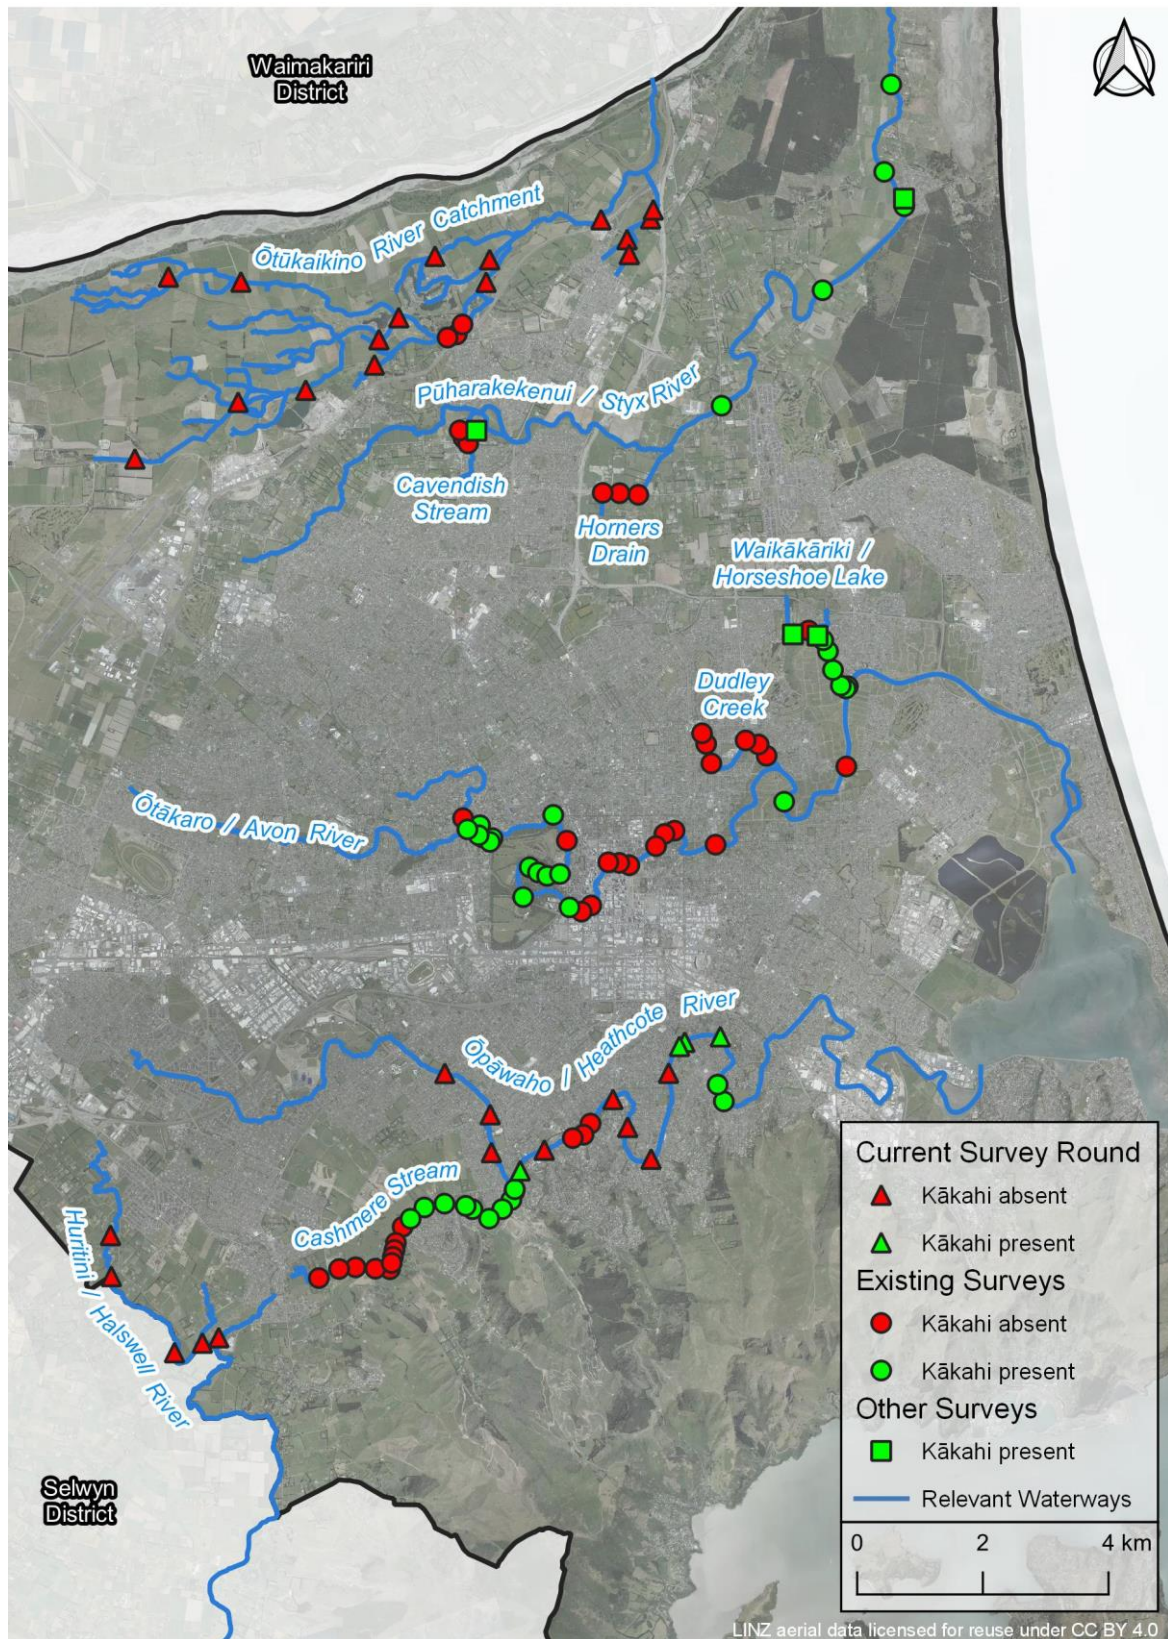 Waimakariri
District
Ōtūkaikino River Catchment
Pūharakekenui / Styx River
Cavendish
Stream
Horners
Drain
Waikākāriki /
Horseshoe Lake
Dudley
Creek
Ōtākaro / Avon River
Ōpāwaho / Heathcote River
Cashmere Stream
Huritini / Halswell River
Selwyn
District
Current Survey Round
Kākahi absent
Kākahi present
Existing Surveys
Kākahi absent
Kākahi present
Other Surveys
Kākahi present
Relevant Waterways
0 2 4 km
LINZ aerial data licensed for reuse under CC BY 4.0